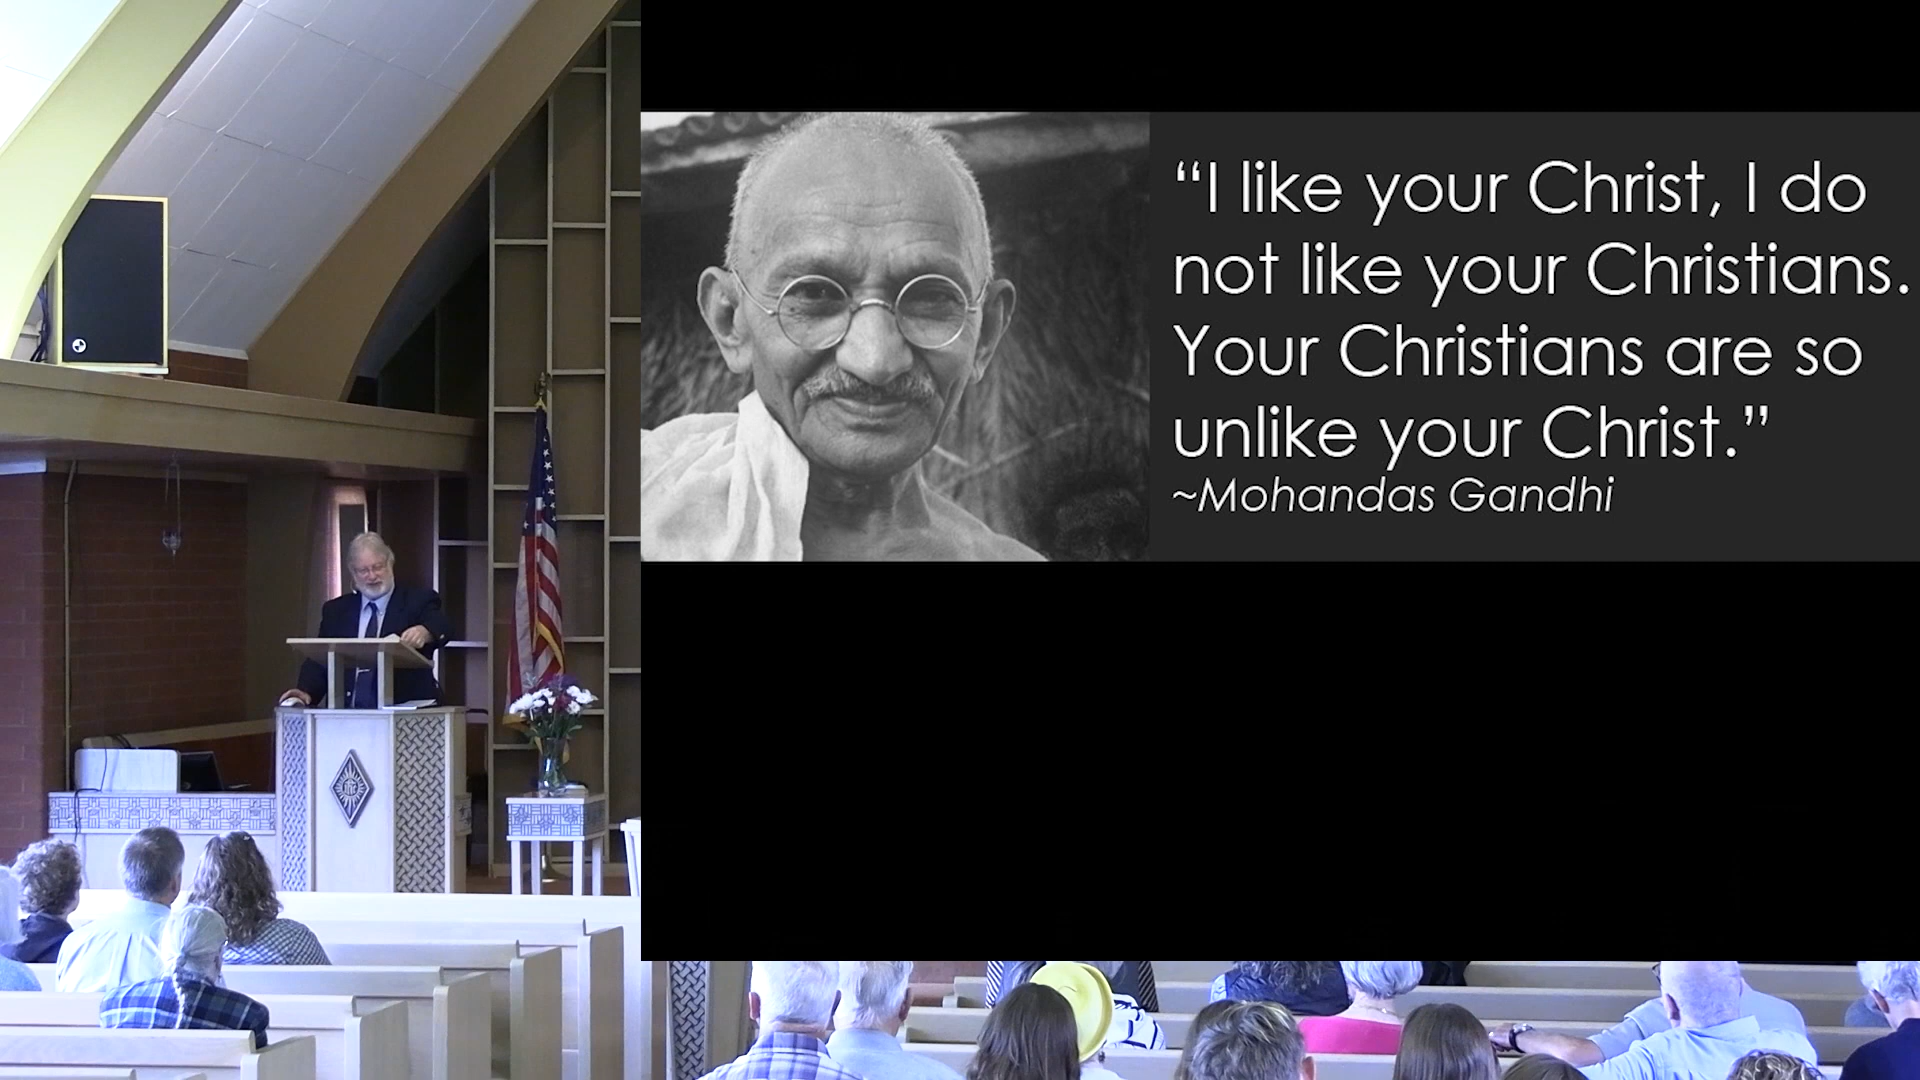 “I like your Christ, I do
not like your Christians.
Your Christians are so
unlike your Christ.”
~Mohandas Gandhi